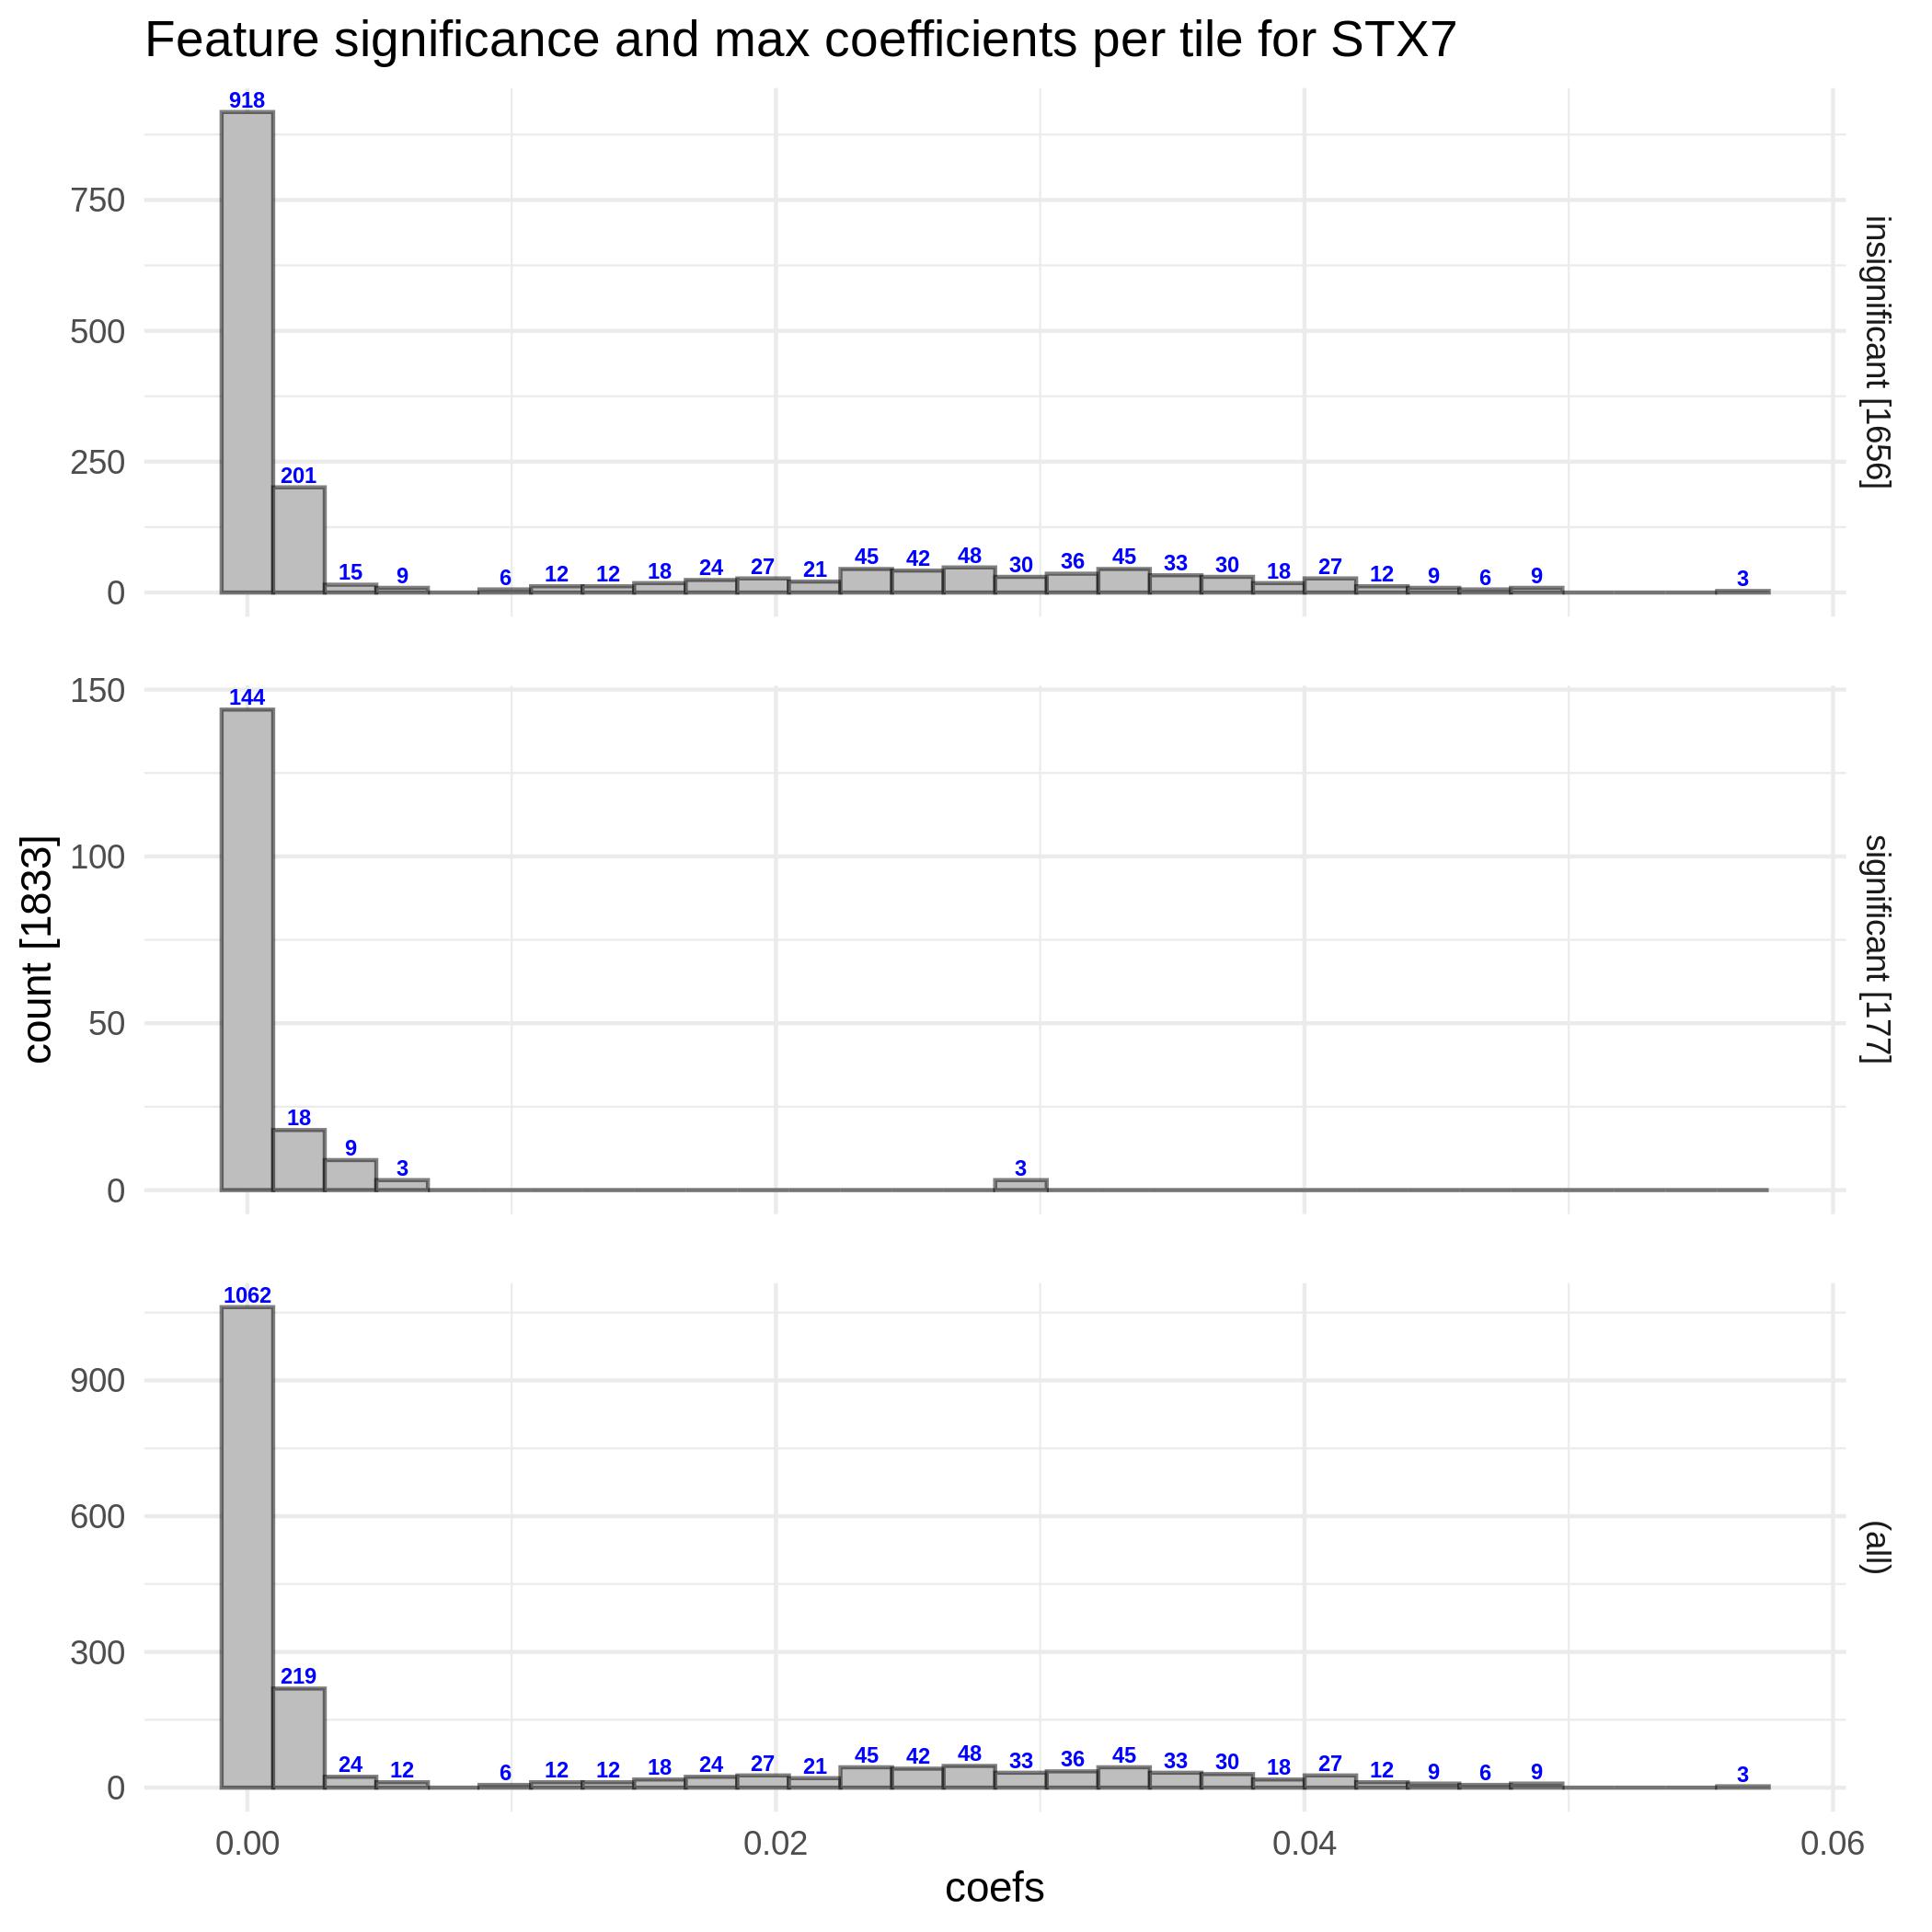 Feature significance and max coefficients per tile for STX7
918
750
201
500
250
15 9 6 12 12 18 24 27 21 45 42 48 30 36 45 33 30 18 27 12 9 6 9 3
0
insignificant [1656]
150
144
100
50
18
9
3
3
0
significant [177]
count [1833]
1062
900
600
300
219
24 12 6 12 12 18 24 27 21 45 42 48 33 36 45 33 30 18 27 12 9 6 9 3
0
(all)
0.00 0.02 0.04 0.06
coefs